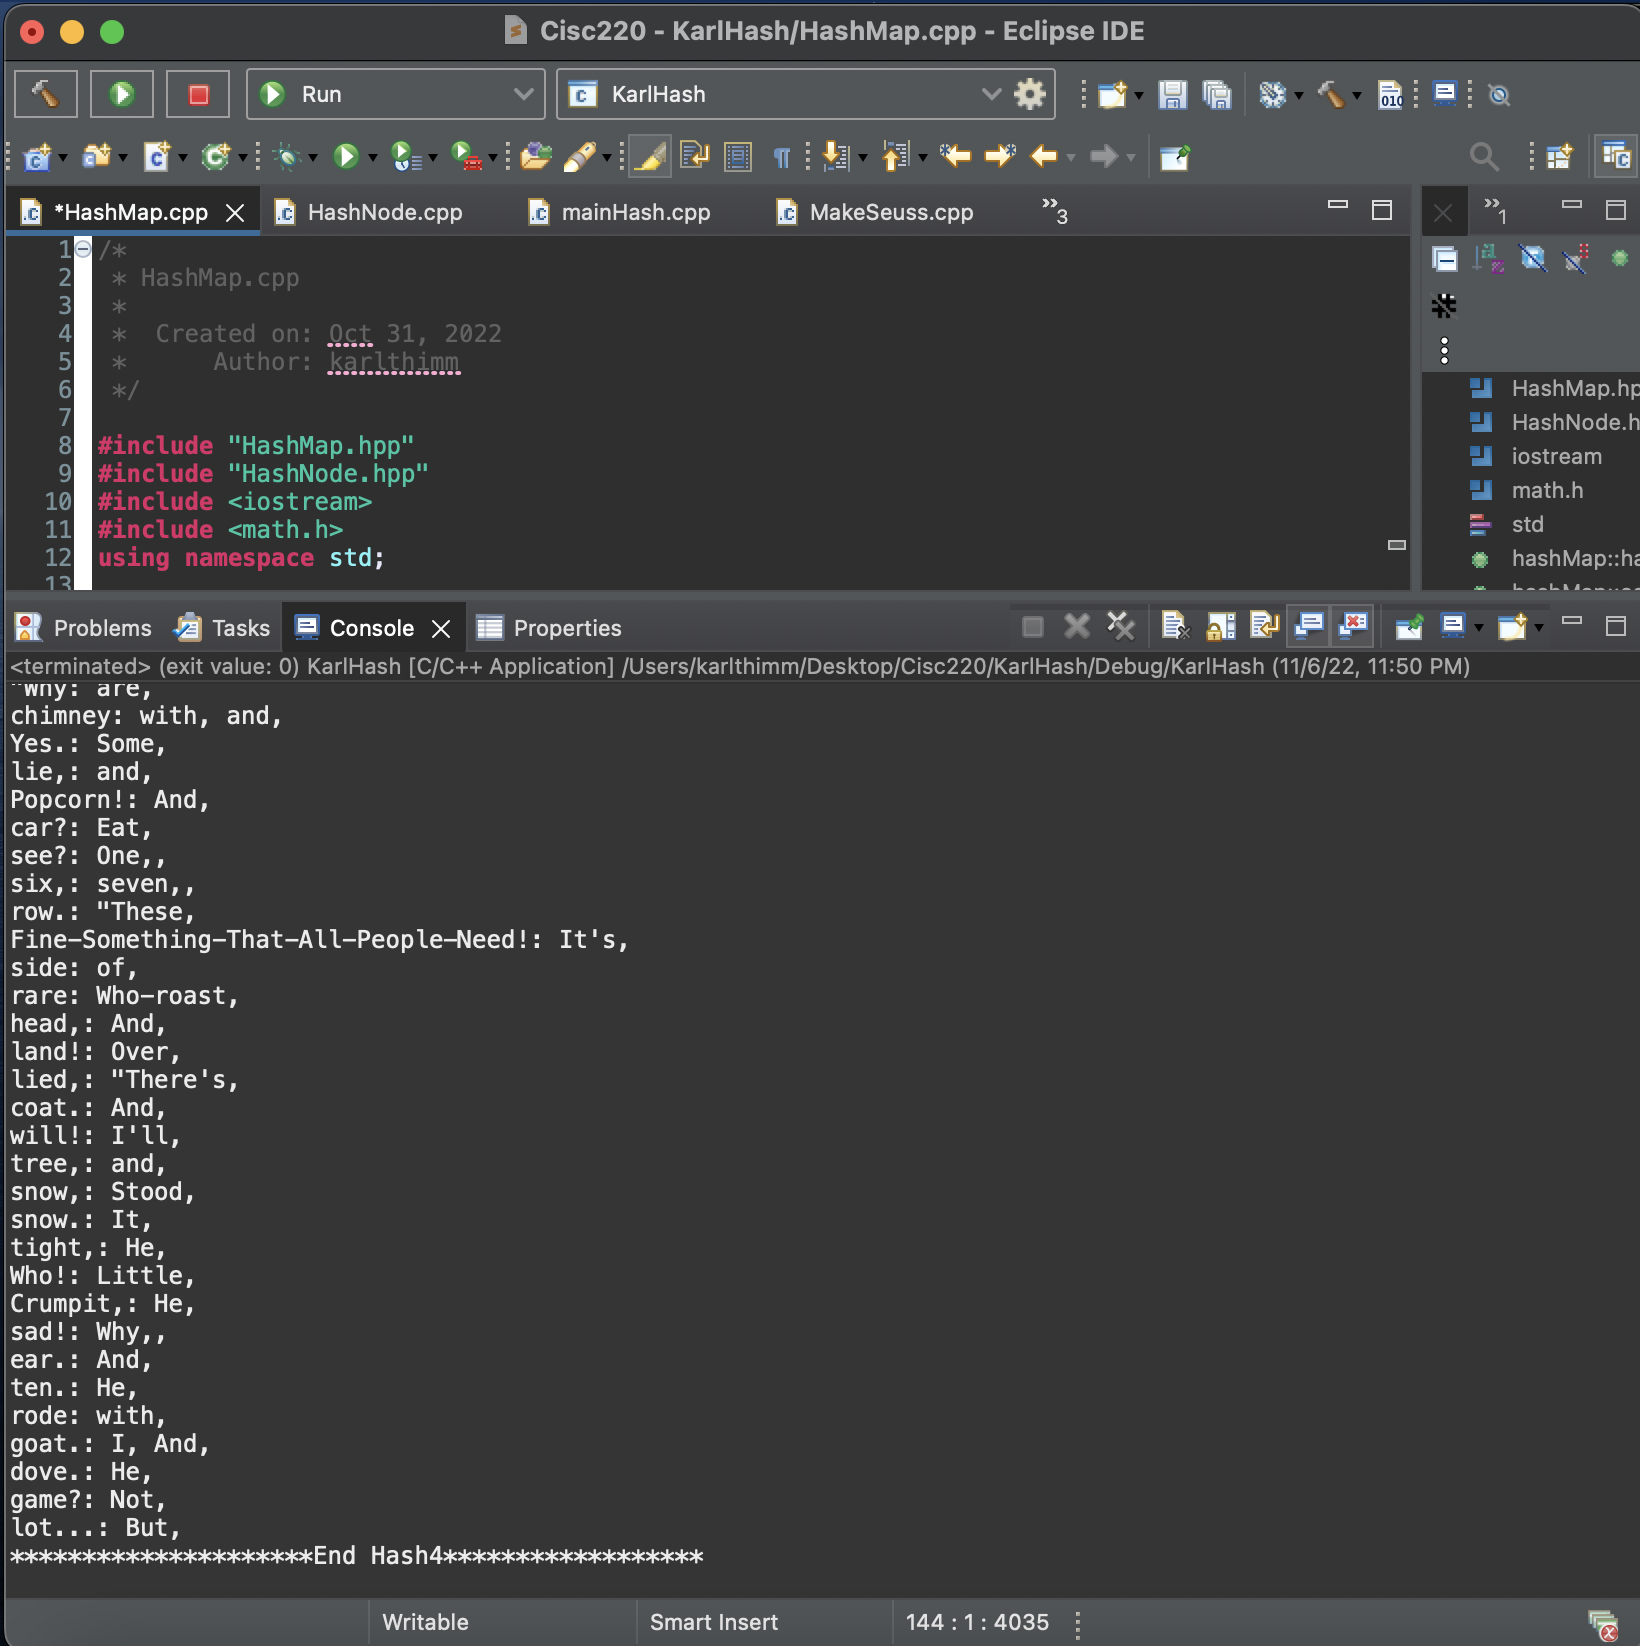 Cisc220 - KarlHash/HashMap.cpp - Eclipse IDE
Run
KarlHash
010
*HashMap.cpp
HashNode.cpp
mainHash.cpp
MakeSeuss.cpp
»3
»1
1 /*
2 * HashMap.cpp
3 *
4 * Created on: Oct 31, 2022
5 * Author: karlthimm
6 */
7
8 #include "HashMap.hpp"
9 #include "HashNode.hpp"
10 #include <iostream>
11 #include <math.h>
12 using namespace std;
13
HashMap.hp
HashNode.h
iostream
math.h
std
hashMap::ha
Problems
Tasks
Console
Properties
<terminated> (exit value: 0) KarlHash [C/C++ Application] /Users/karlthimm/Desktop/Cisc220/KarlHash/Debug/KarlHash (11/6/22, 11:50 PM)
"Why: are,
chimney: with, and,
Yes.: Some,
lie,: and,
Popcorn!: And,
car?: Eat,
see?: One,,
six,: seven,,
row.: "These,
Fine-Something-That-All-People-Need!: It's,
side: of,
rare: Who-roast,
head,: And,
land!: Over,
lied,: "There's,
coat.: And,
will!: I'll,
tree,: and,
snow,: Stood,
snow.: It,
tight,: He,
Who!: Little,
Crumpit,: He,
sad!: Why,,
ear.: And,
ten.: He,
rode: with,
goat.: I, And,
dove.: He,
game?: Not,
lot...: But,
*********************End Hash4******************
Writable
Smart Insert
144 : 1 : 4035